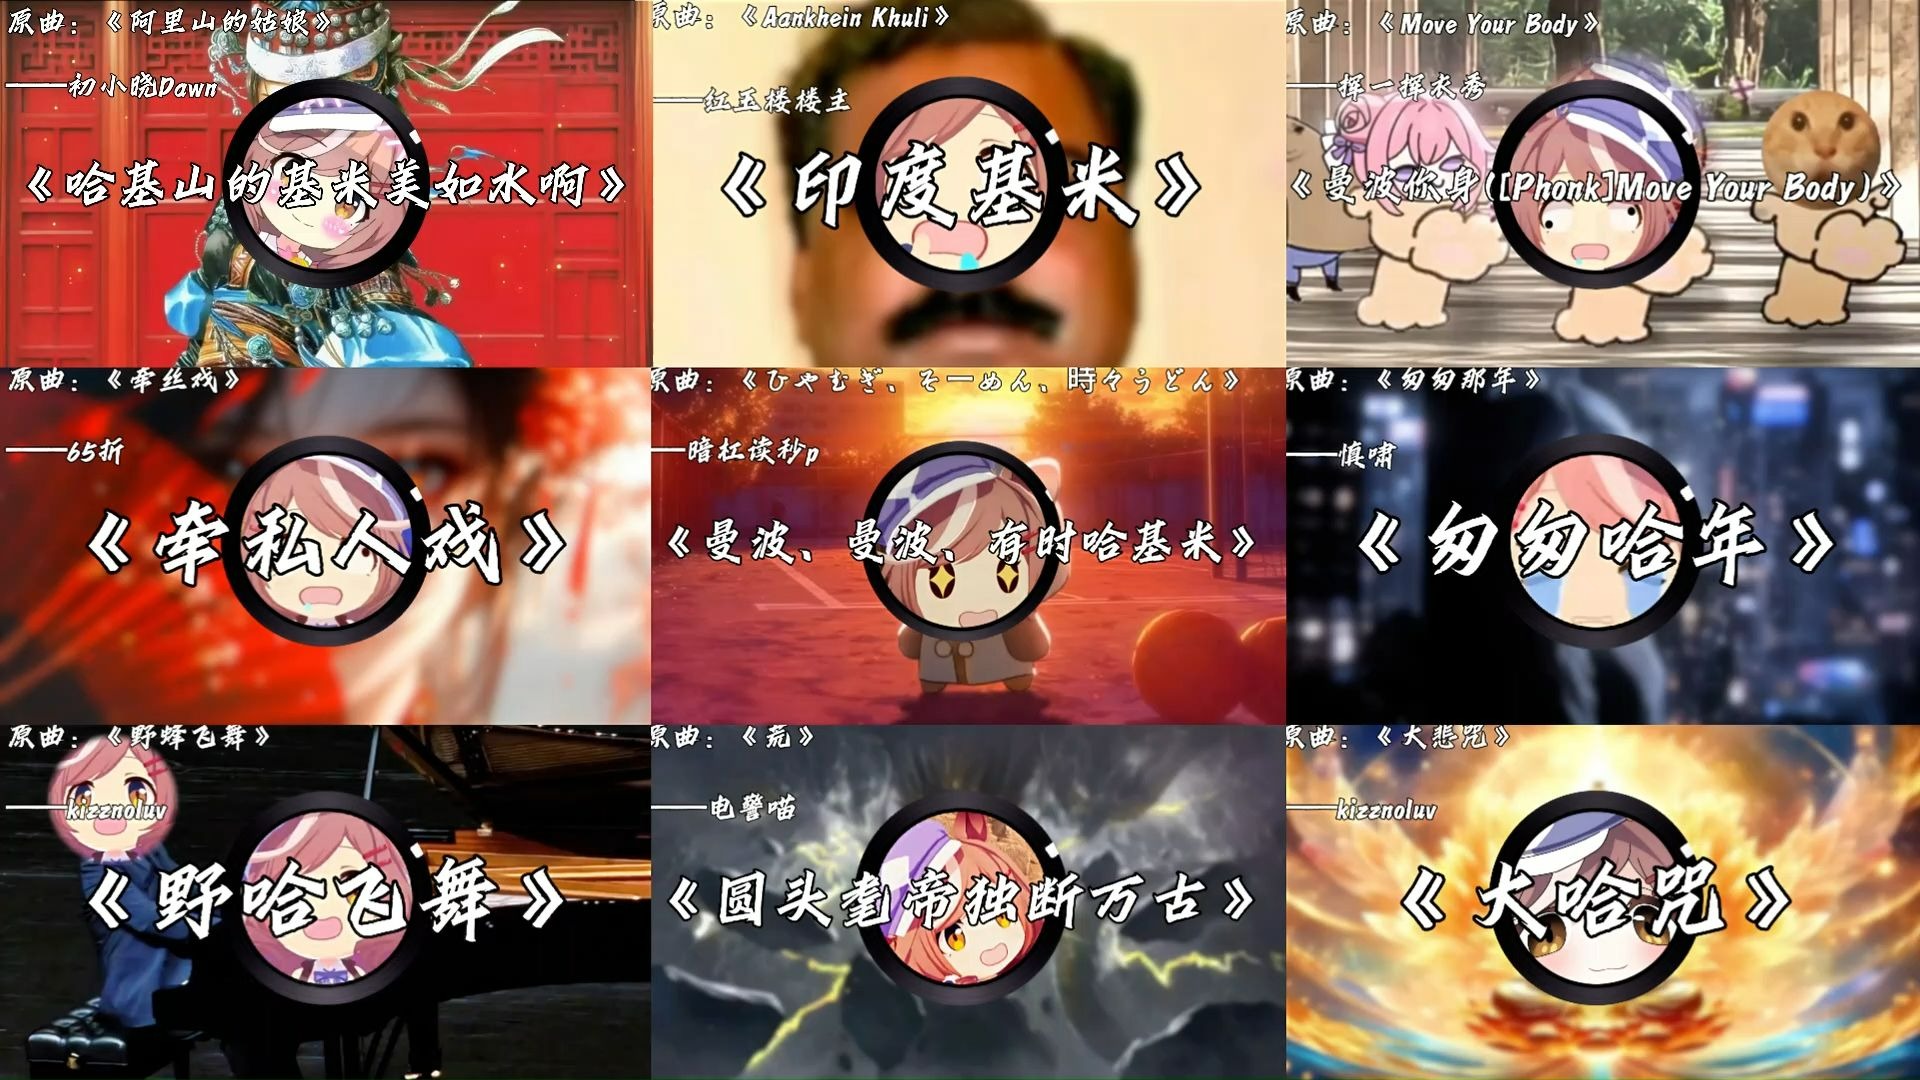 原曲：《阿里山的姑娘》
——初小晓Dawn
《哈基山的基米美如水啊》
原曲：《Aankhein Khuli》
——红玉楼楼主
《印度基米》
原曲：《Move Your Body》
——挥一挥衣秀
《曼波你身([Phonk]Move Your Body)》
原曲：《牵丝戏》
——65折
《牵私人戏》
原曲：《ひやむぎ、そーめん、時々うどん》
——暗杠读秒p
《曼波、曼波、有时哈基米》
原曲：《匆匆那年》
——慎啸
《匆匆哈年》
原曲：《野蜂飞舞》
——kizznoluv
《野哈飞舞》
原曲：《荒》
——电警喵
《圆头耄帝独断万古》
原曲：《大悲咒》
——kizznoluv
《大哈咒》